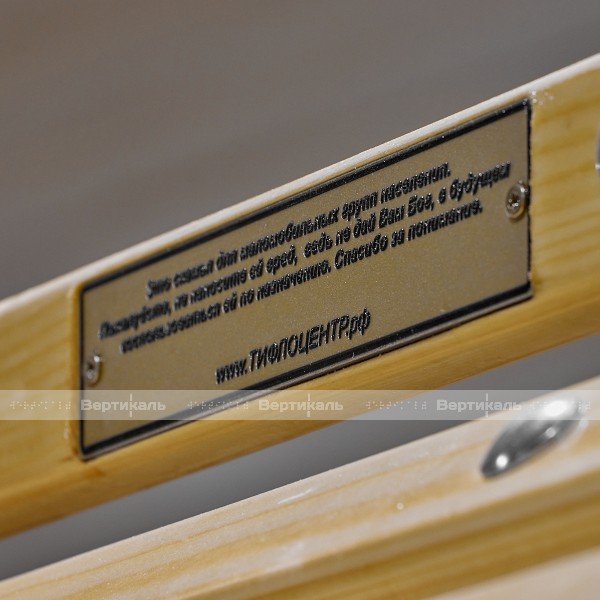 Это скамья для маломобильных групп населения.
Пожалуйста, не наносите ей вред, ведь не дай Вам Бог, в будущем
воспользоваться ей по назначению. Спасибо за понимание.
www.ТИФЛОЦЕНТР.рф
Вертикаль Вертикаль Вертикаль